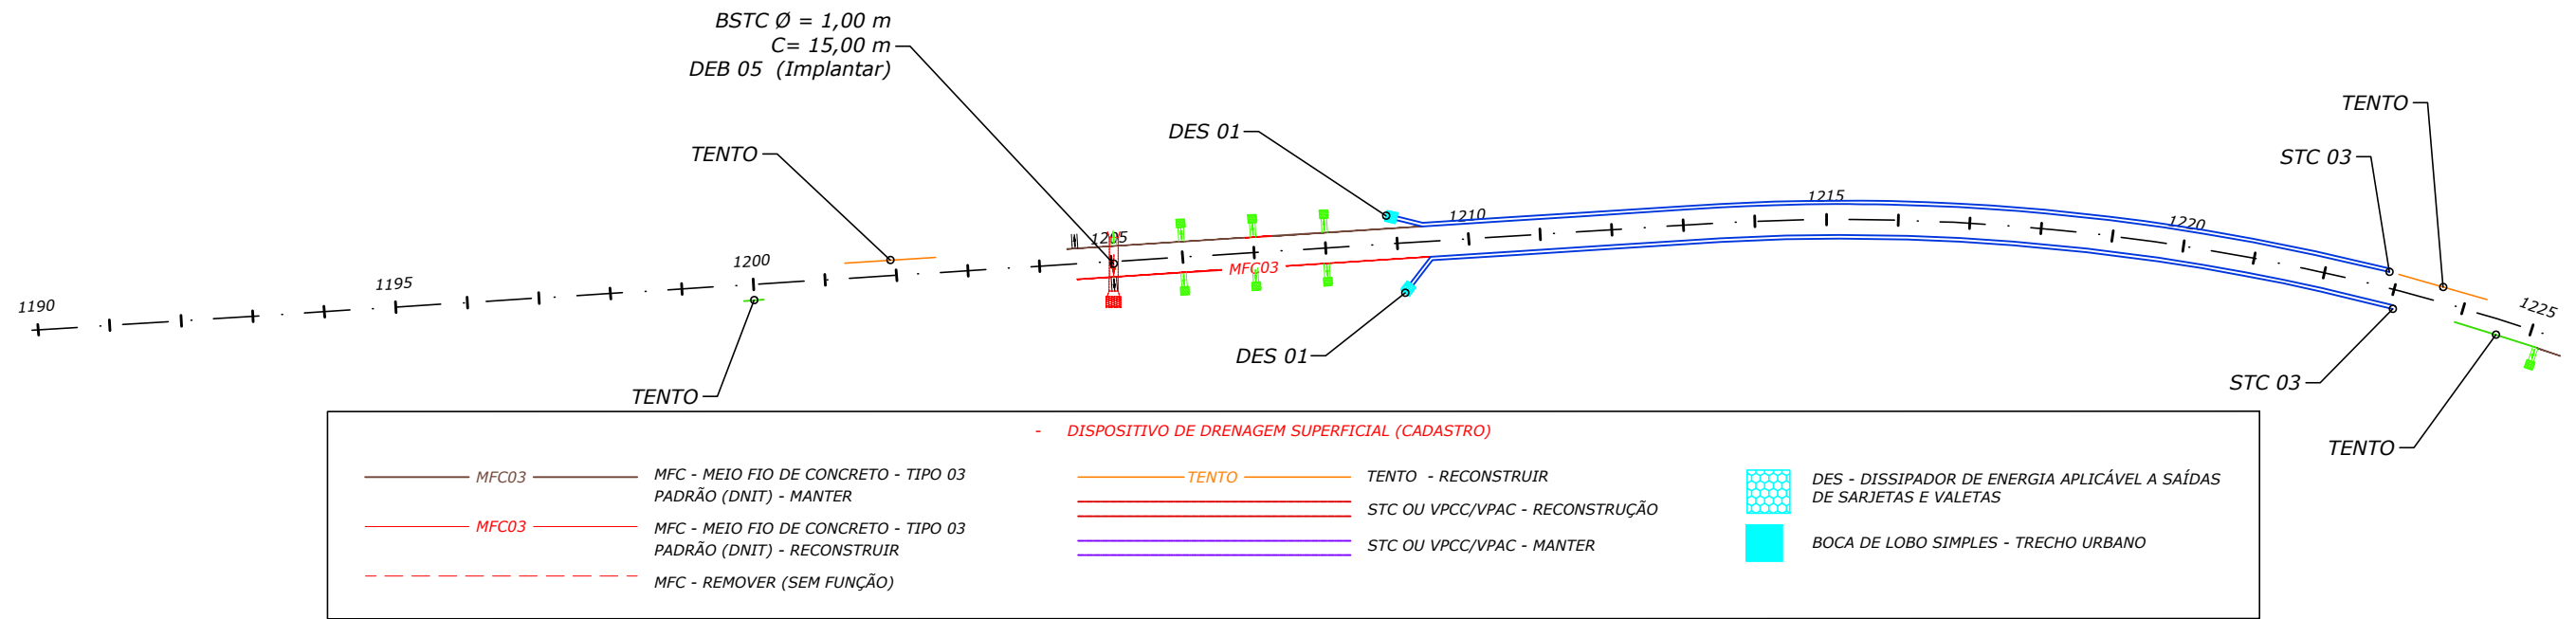 BSTC Ø = 1,00 m
C= 15,00 m
DEB 05 (Implantar)
TENTO
DES 01
TENTO
STC 03
1190
1195
1200
1205
1210
1215
1220
1225
MFC03
TENTO
DES 01
STC 03
TENTO
- DISPOSITIVO DE DRENAGEM SUPERFICIAL (CADASTRO)
MFC03
MFC - MEIO FIO DE CONCRETO - TIPO 03
PADRÃO (DNIT) - MANTER
MFC03
MFC - MEIO FIO DE CONCRETO - TIPO 03
PADRÃO (DNIT) - RECONSTRUIR
MFC - REMOVER (SEM FUNÇÃO)
TENTO
TENTO - RECONSTRUIR
STC OU VPCC/VPAC - RECONSTRUÇÃO
STC OU VPCC/VPAC - MANTER
DES - DISSIPADOR DE ENERGIA APLICÁVEL A SAÍDAS
DE SARJETAS E VALETAS
BOCA DE LOBO SIMPLES - TRECHO URBANO